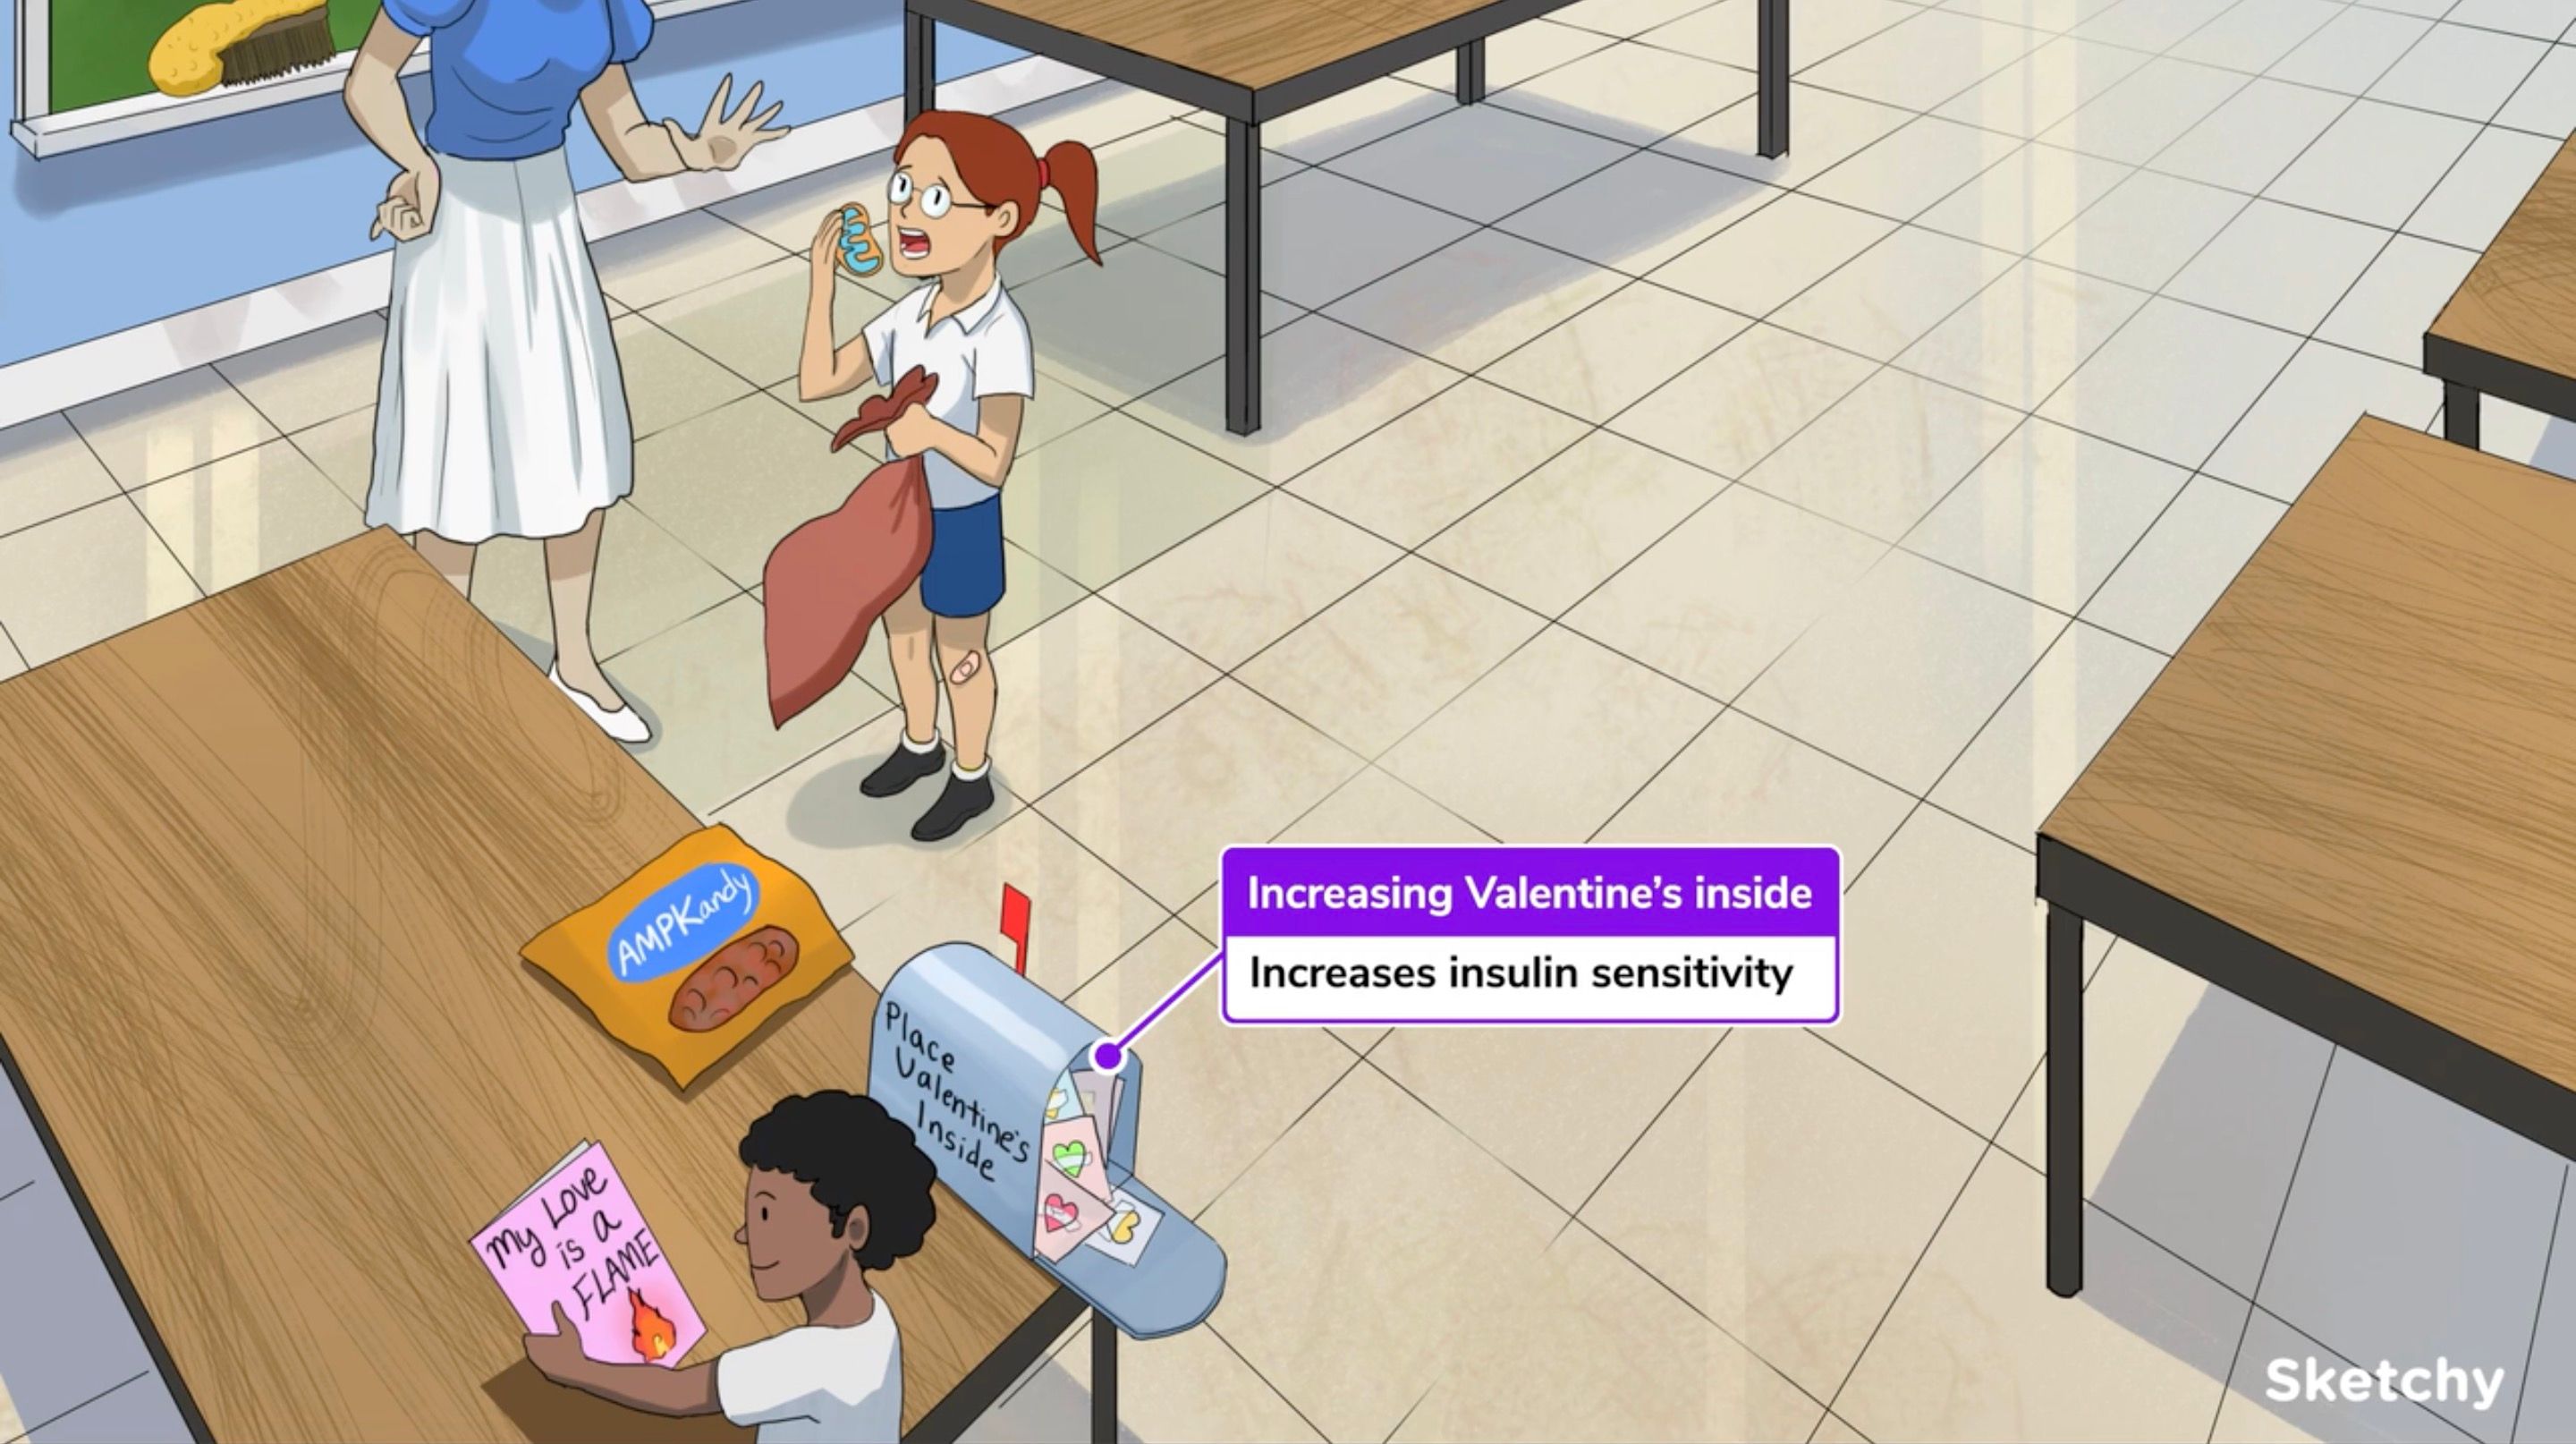 AMPKandy
Increasing Valentine's inside
Increases insulin sensitivity
Place
Valentine's
Inside
My Love
is a
FLAME
Sketchy